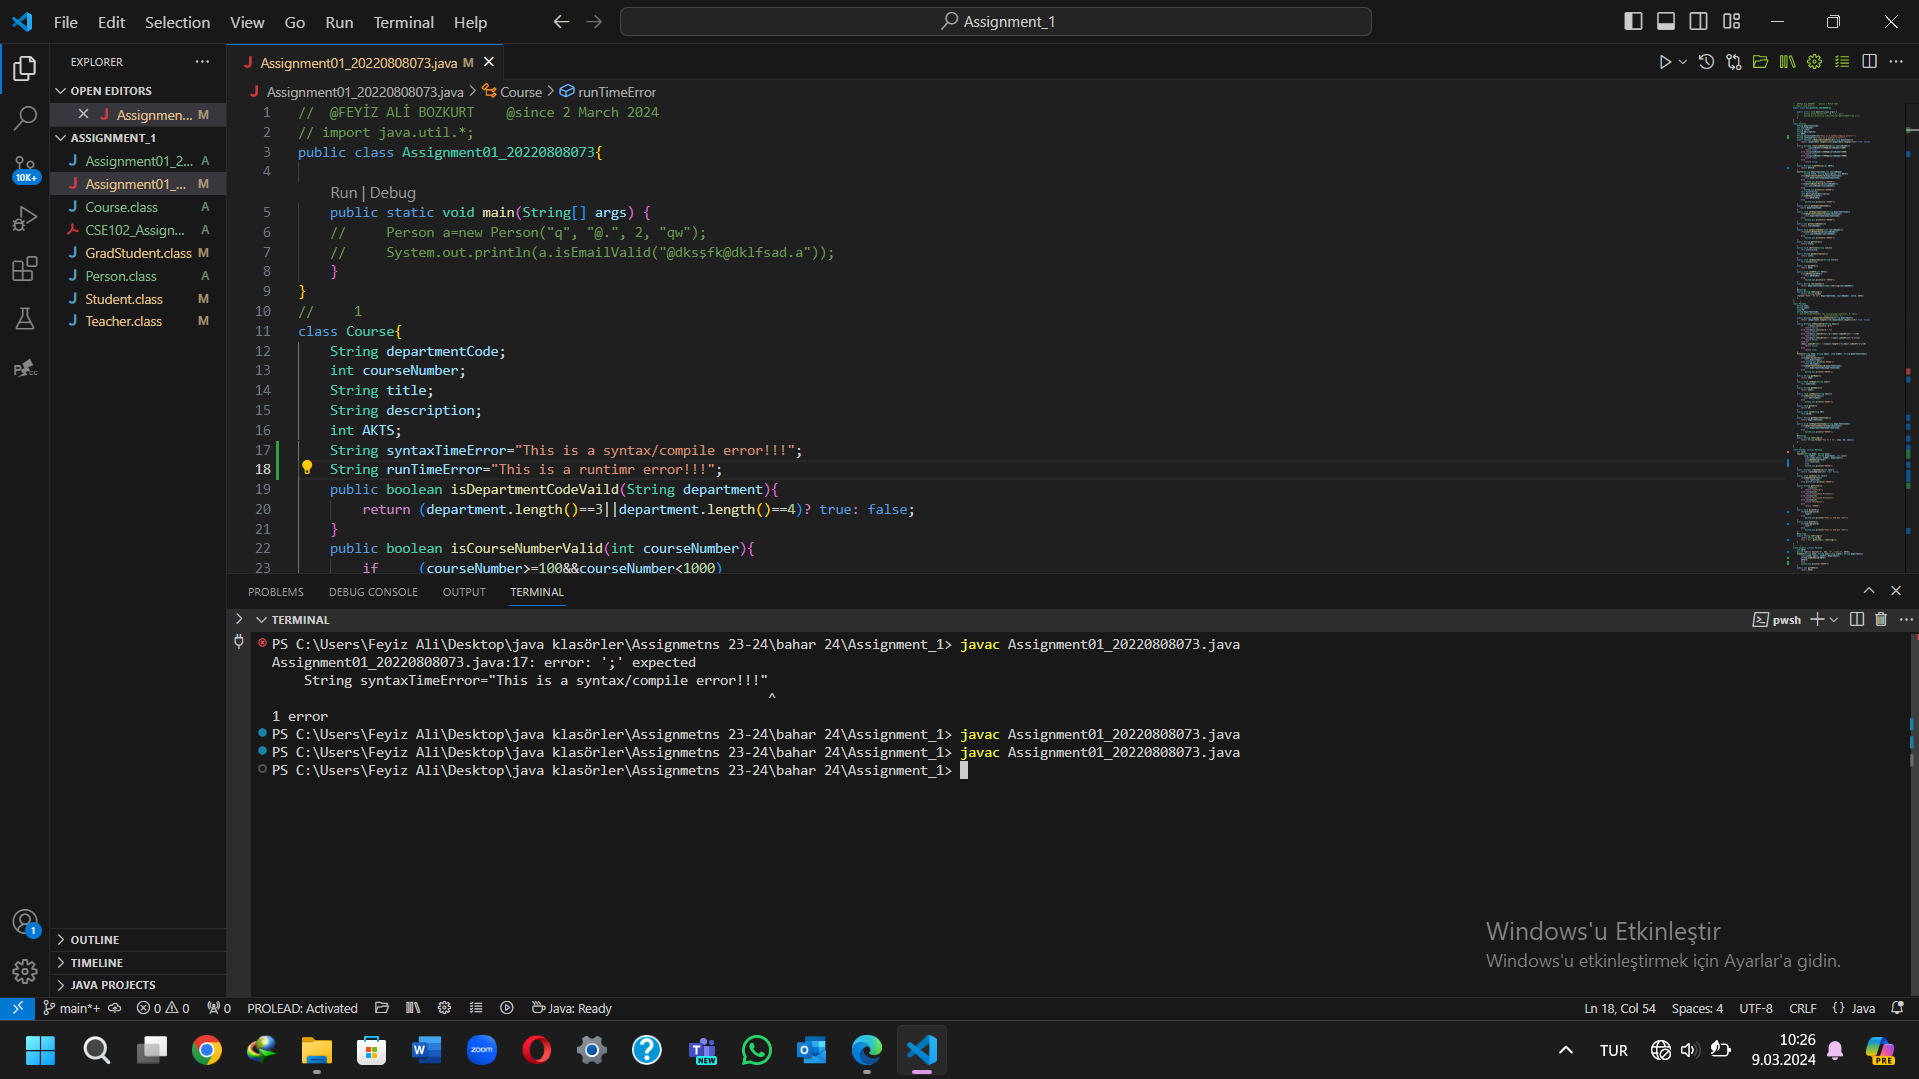 File Edit Selection View Go Run Terminal Help
Assignment_1
EXPLORER
OPEN EDITORS
Assignmen... M
ASSIGNMENT_1
Assignment01_2... A
Assignment01_... M
Course.class A
CSE102_Assign... A
GradStudent.class M
Person.class A
Student.class M
Teacher.class M
10K+
1
OUTLINE
TIMELINE
JAVA PROJECTS
Assignment01_20220808073.java M
Assignment01_20220808073.java > Course > runTimeError
1 // @FEYİZ ALİ BOZKURT @since 2 March 2024
2 // import java.util.*;
3 public class Assignment01_20220808073{
4
Run | Debug
5 public static void main(String[] args) {
6 // Person a=new Person("q", "@.", 2, "qw");
7 // System.out.println(a.isEmailValid("@dksşfk@dklfsad.a"));
8 }
9 }
10 // 1
11 class Course{
12 String departmentCode;
13 int courseNumber;
14 String title;
15 String description;
16 int AKTS;
17 String syntaxTimeError="This is a syntax/compile error!!!";
18 String runTimeError="This is a runtimr error!!!";
19 public boolean isDepartmentCodeVaild(String department){
20 return (department.length()==3||department.length()==4)? true: false;
21 }
22 public boolean isCourseNumberValid(int courseNumber){
23 if (courseNumber>=100&&courseNumber<1000)
PROBLEMS DEBUG CONSOLE OUTPUT TERMINAL
TERMINAL
pwsh
PS C:\Users\Feyiz Ali\Desktop\java klasörler\Assignmetns 23-24\bahar 24\Assignment_1> javac Assignment01_20220808073.java
Assignment01_20220808073.java:17: error: ';' expected
String syntaxTimeError="This is a syntax/compile error!!!"
^
1 error
PS C:\Users\Feyiz Ali\Desktop\java klasörler\Assignmetns 23-24\bahar 24\Assignment_1> javac Assignment01_20220808073.java
PS C:\Users\Feyiz Ali\Desktop\java klasörler\Assignmetns 23-24\bahar 24\Assignment_1> javac Assignment01_20220808073.java
PS C:\Users\Feyiz Ali\Desktop\java klasörler\Assignmetns 23-24\bahar 24\Assignment_1>
Windows'u Etkinleştir
Windows'u etkinleştirmek için Ayarlar'a gidin.
main*+ 0 0 0 PROLEAD: Activated Java: Ready
Ln 18, Col 54 Spaces: 4 UTF-8 CRLF {} Java
zoom
NEW
TUR
10:26
9.03.2024
PRE